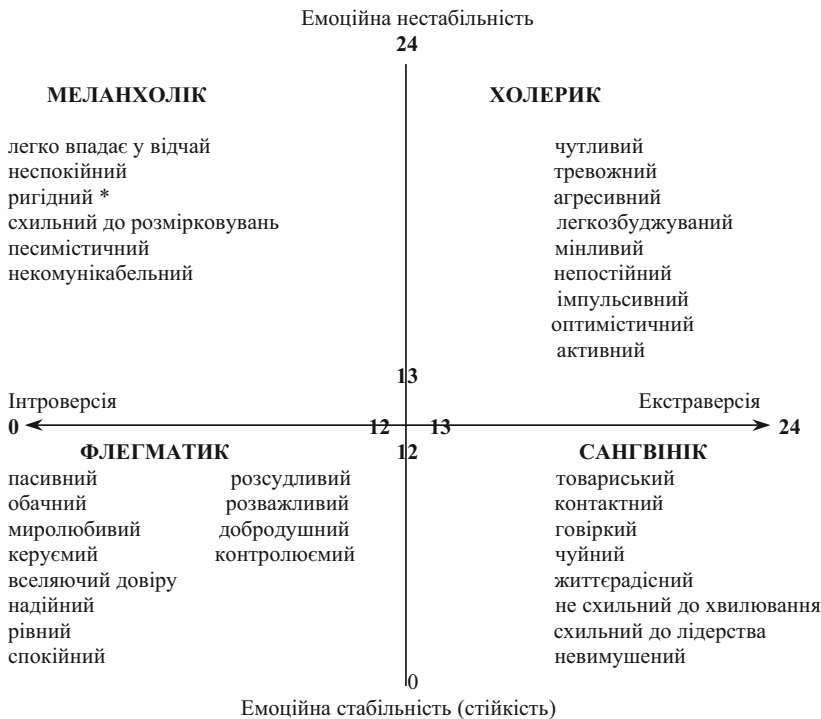 Емоційна нестабільність
24
МЕЛАНХОЛІК
легко впадає у відчай
неспокійний
ригідний *
схильний до розмірковувань
песимістичний
некомунікабельний
ХОЛЕРИК
чутливий
тревожний
агресивний
легкозбуджуваний
мінливий
непостійний
імпульсивний
оптимістичний
активний
13
Інтроверсія
Екстраверсія
0
12
13
24
ФЛЕГМАТИК
12
пасивний
обачний
миролюбивий
керуємий
вселяючий довіру
надійний
рівний
спокійний
розсудливий
розважливий
добродушний
контролюємий
САНГВІНІК
товариський
контактний
говіркий
чуйний
життєрадісний
не схильний до хвилювання
схильний до лідерства
невимушений
0
Емоційна стабільність (стійкість)